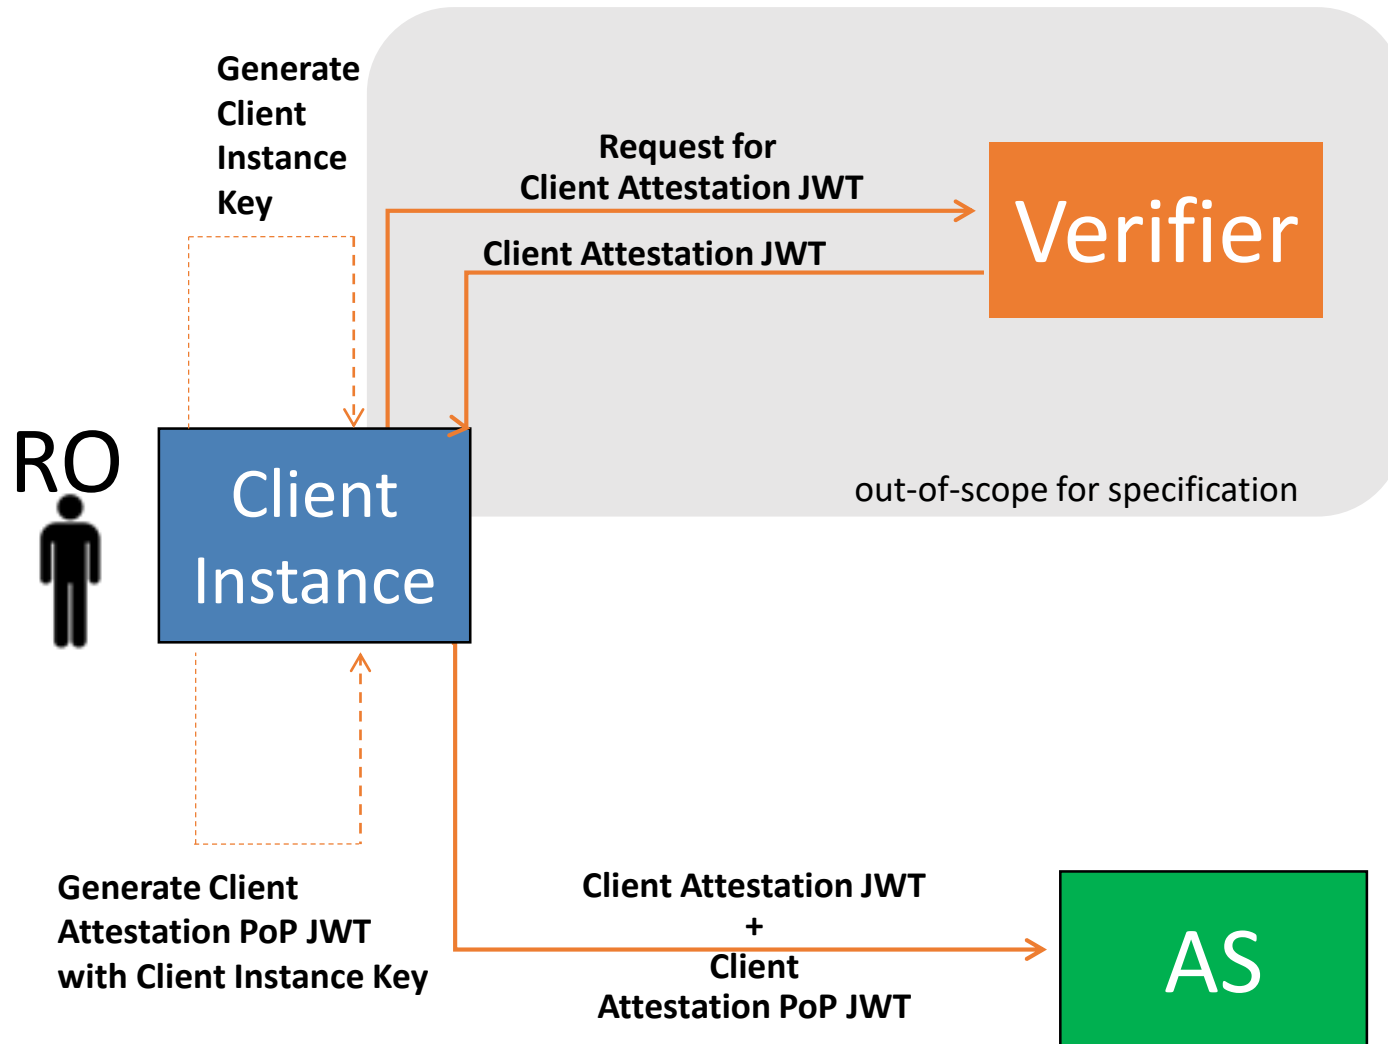 Generate
Client
Instance
Key
Request for
Client Attestation JWT
Client Attestation JWT
Verifier
RO
Client
Instance
out-of-scope for specification
Generate Client
Attestation PoP JWT
with Client Instance Key
Client Attestation JWT
+
Client
Attestation PoP JWT
AS